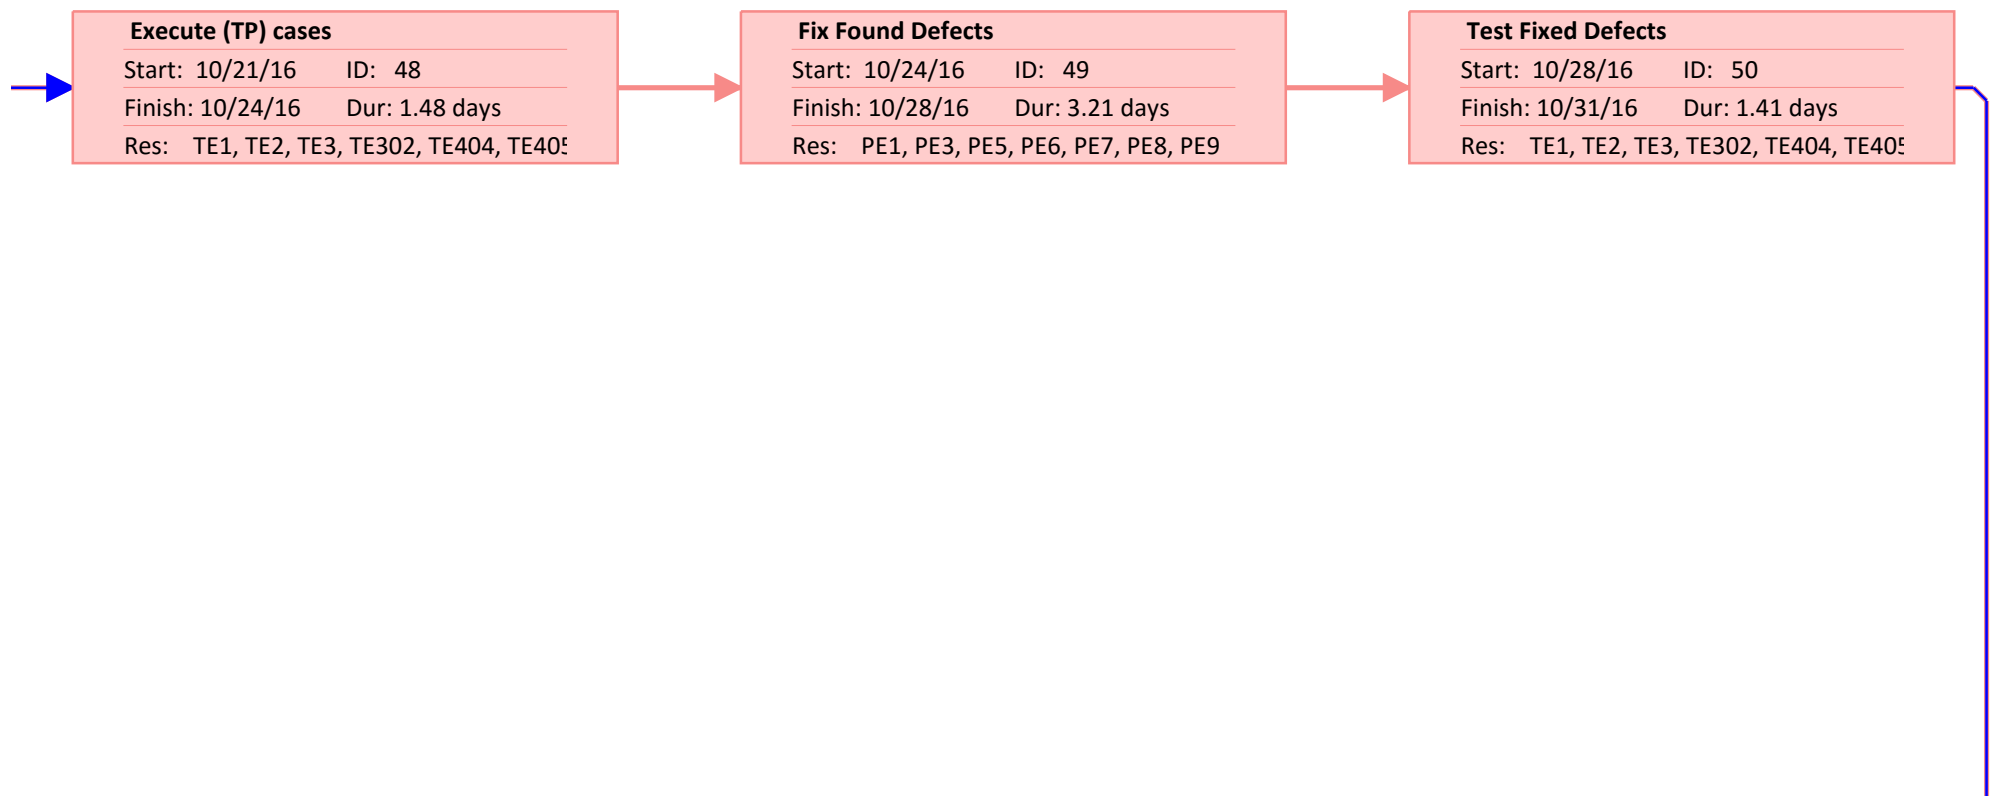 Execute (TP) cases
Start: 10/21/16 ID: 48
Finish: 10/24/16 Dur: 1.48 days
Res: TE1, TE2, TE3, TE302, TE404, TE405
Fix Found Defects
Start: 10/24/16 ID: 49
Finish: 10/28/16 Dur: 3.21 days
Res: PE1, PE3, PE5, PE6, PE7, PE8, PE9
Test Fixed Defects
Start: 10/28/16 ID: 50
Finish: 10/31/16 Dur: 1.41 days
Res: TE1, TE2, TE3, TE302, TE404, TE405